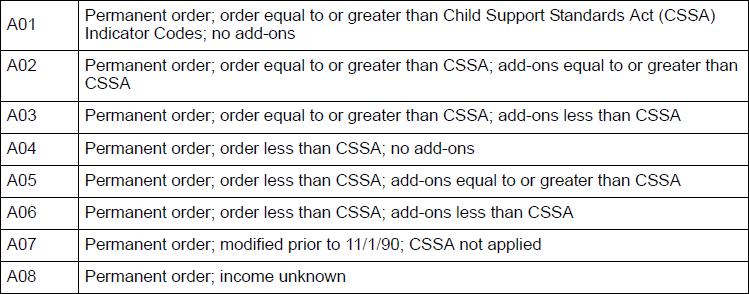 A01 Permanent order; order equal to or greater than Child Support Standards Act (CSSA)
Indicator Codes; no add-ons
A02 Permanent order; order equal to or greater than CSSA; add-ons equal to or greater than
CSSA
A03 Permanent order; order equal to or greater than CSSA; add-ons less than CSSA
A04 Permanent order; order less than CSSA; no add-ons
A05 Permanent order; order less than CSSA; add-ons equal to or greater than CSSA
A06 Permanent order; order less than CSSA; add-ons less than CSSA
A07 Permanent order; modified prior to 11/1/90; CSSA not applied
A08 Permanent order; income unknown